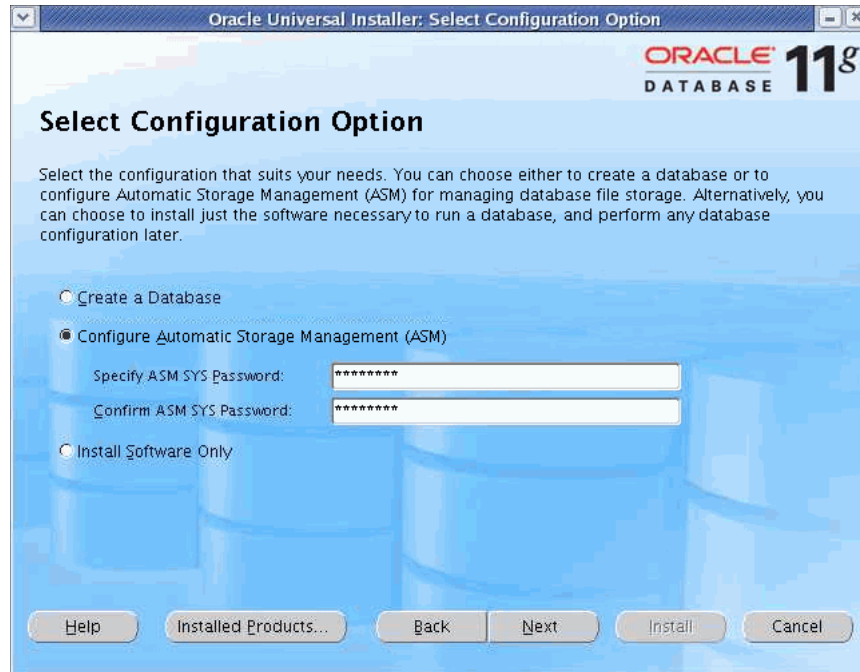 Oracle Universal Installer: Select Configuration Option
ORACLE
DATABASE
11g
Select Configuration Option
Select the configuration that suits your needs. You can choose either to create a database or to
configure Automatic Storage Management (ASM) for managing database file storage. Alternatively, you
can choose to install just the software necessary to run a database, and perform any database
configuration later.
Create a Database
Configure Automatic Storage Management (ASM)
Specify ASM SYS Password: ********
Confirm ASM SYS Password: ********
Install Software Only
Help Installed Products... Back Next Install Cancel